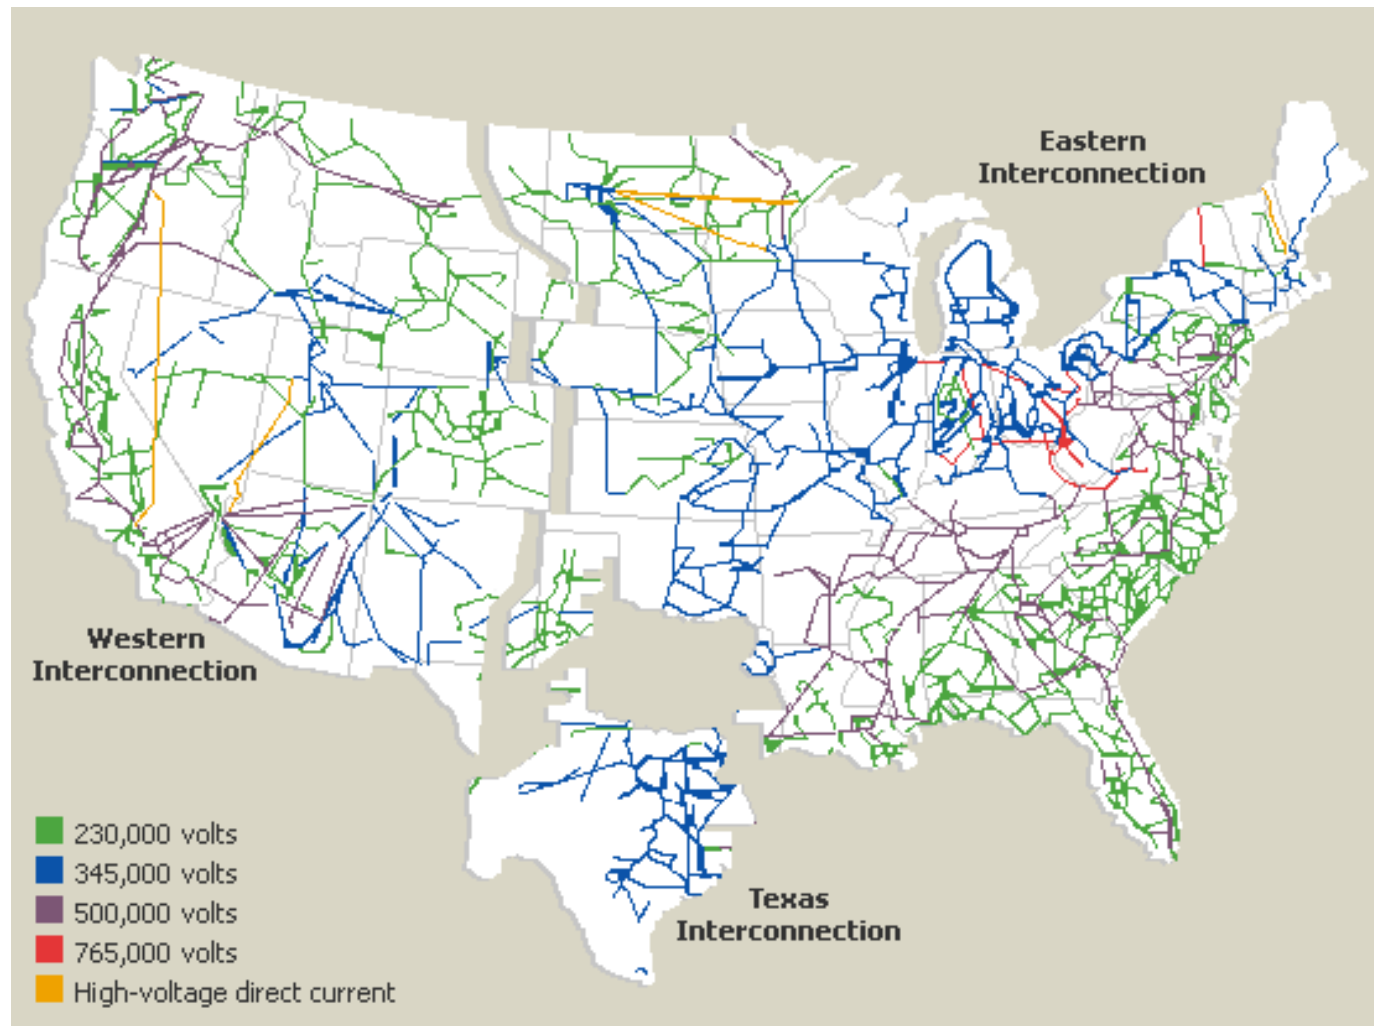 Eastern
Interconnection
Western
Interconnection
Texas
Interconnection
230,000 volts
345,000 volts
500,000 volts
765,000 volts
High-voltage direct current